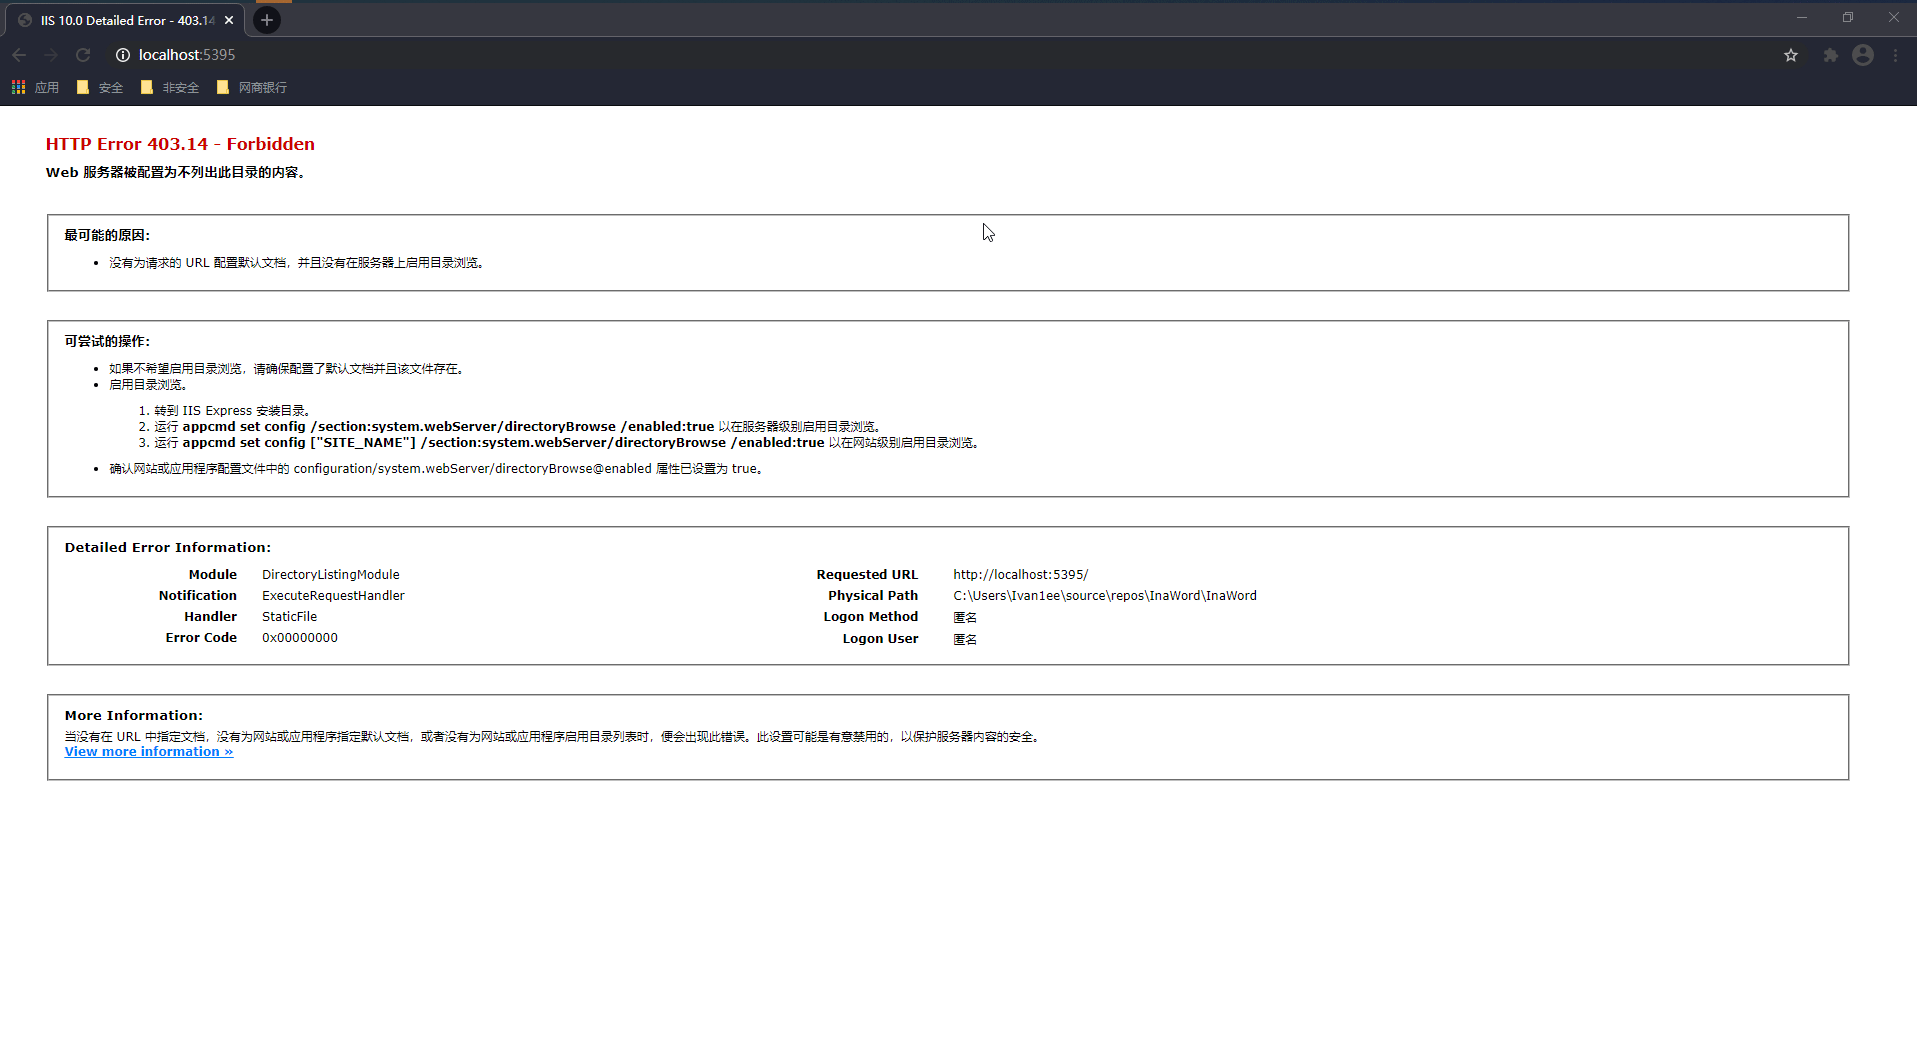 IIS 10.0 Detailed Error - 403.14
localhost:5395
应用 安全 非安全 网商银行
HTTP Error 403.14 - Forbidden
Web 服务器被配置为不列出此目录的内容。
最可能的原因:
• 没有为请求的 URL 配置默认文档，并且没有在服务器上启用目录浏览。
可尝试的操作:
• 如果不希望启用目录浏览，请确保配置了默认文档并且该文件存在。
• 启用目录浏览。
1. 转到 IIS Express 安装目录。
2. 运行 appcmd set config /section:system.webServer/directoryBrowse /enabled:true 以在服务器级别启用目录浏览。
3. 运行 appcmd set config ["SITE_NAME"] /section:system.webServer/directoryBrowse /enabled:true 以在网站级别启用目录浏览。
• 确认网站或应用程序配置文件中的 configuration/system.webServer/directoryBrowse@enabled 属性已设置为 true。
Detailed Error Information:
Module DirectoryListingModule
Notification ExecuteRequestHandler
Handler StaticFile
Error Code 0x00000000
Requested URL http://localhost:5395/
Physical Path C:\Users\Ivan1ee\source\repos\InaWord\InaWord
Logon Method 匿名
Logon User 匿名
More Information:
当没有在 URL 中指定文档，没有为网站或应用程序指定默认文档，或者没有为网站或应用程序启用目录列表时，便会出现此错误。此设置可能是有意禁用的，以保护服务器内容的安全。
View more information »